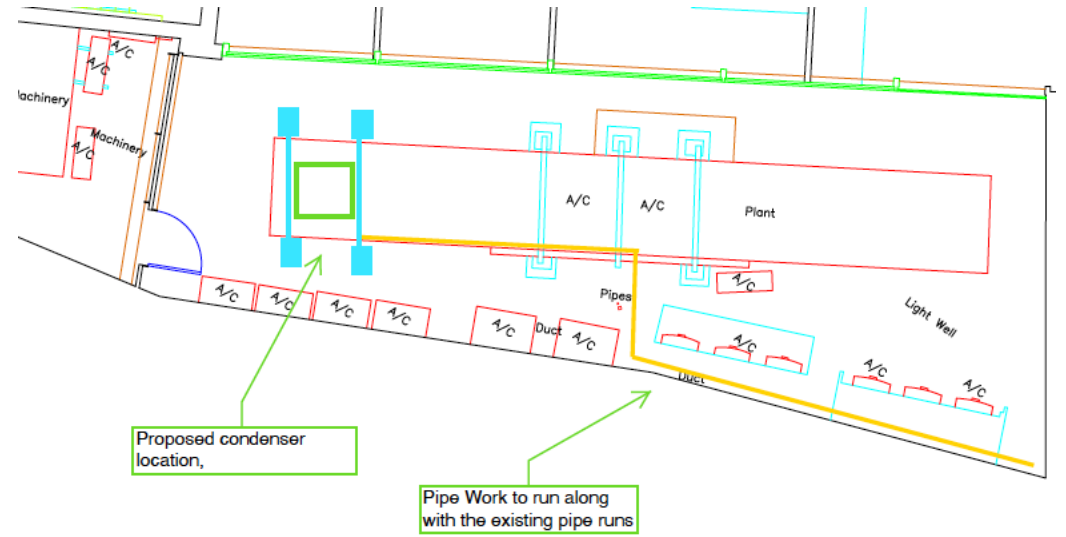 A/C
A/C
achinery
Machinery
A/C
A/C
A/C
Plant
A/C
Pipes
Light Well
A/C
A/C
A/C
A/C
A/C
Duct
A/C
A/C
A/C
A/C
Duct
Proposed condenser
location,
Pipe Work to run along
with the existing pipe runs